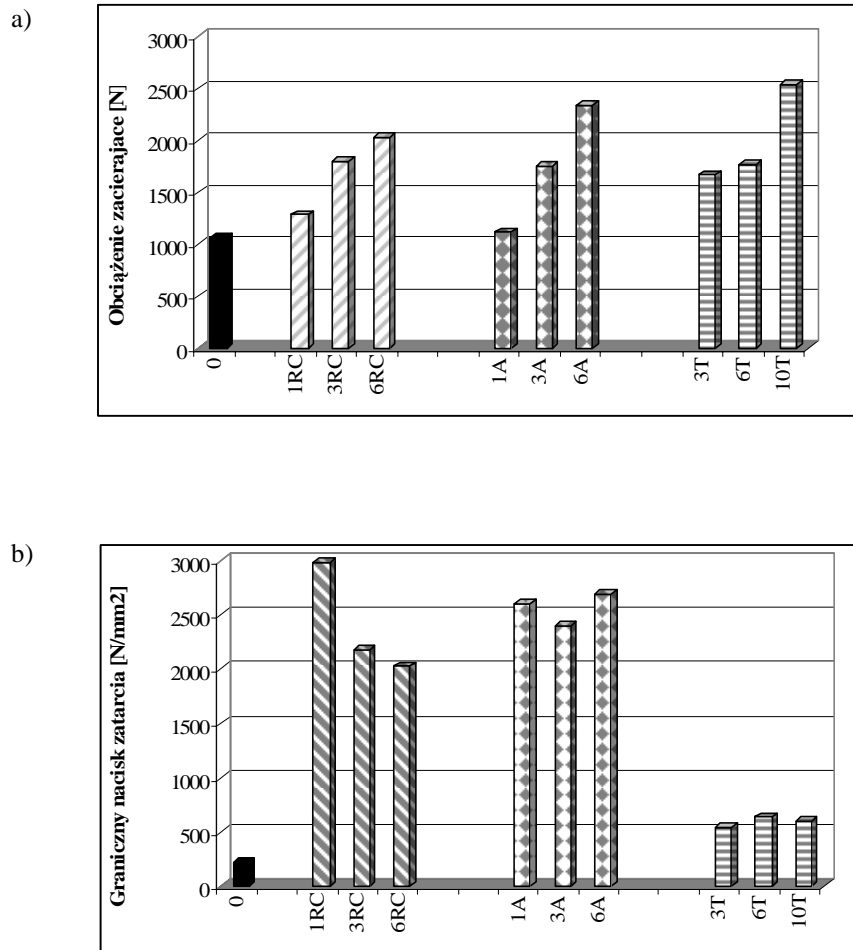 a)
Obciążenie zacierajace [N]
3000
2500
2000
1500
1000
500
0
0 1RC 3RC 6RC 1A 3A 6A 3T 6T 10T
b)
Graniczny nacisk zatarcia [N/mm2]
3000
2500
2000
1500
1000
500
0
0 1RC 3RC 6RC 1A 3A 6A 3T 6T 10T